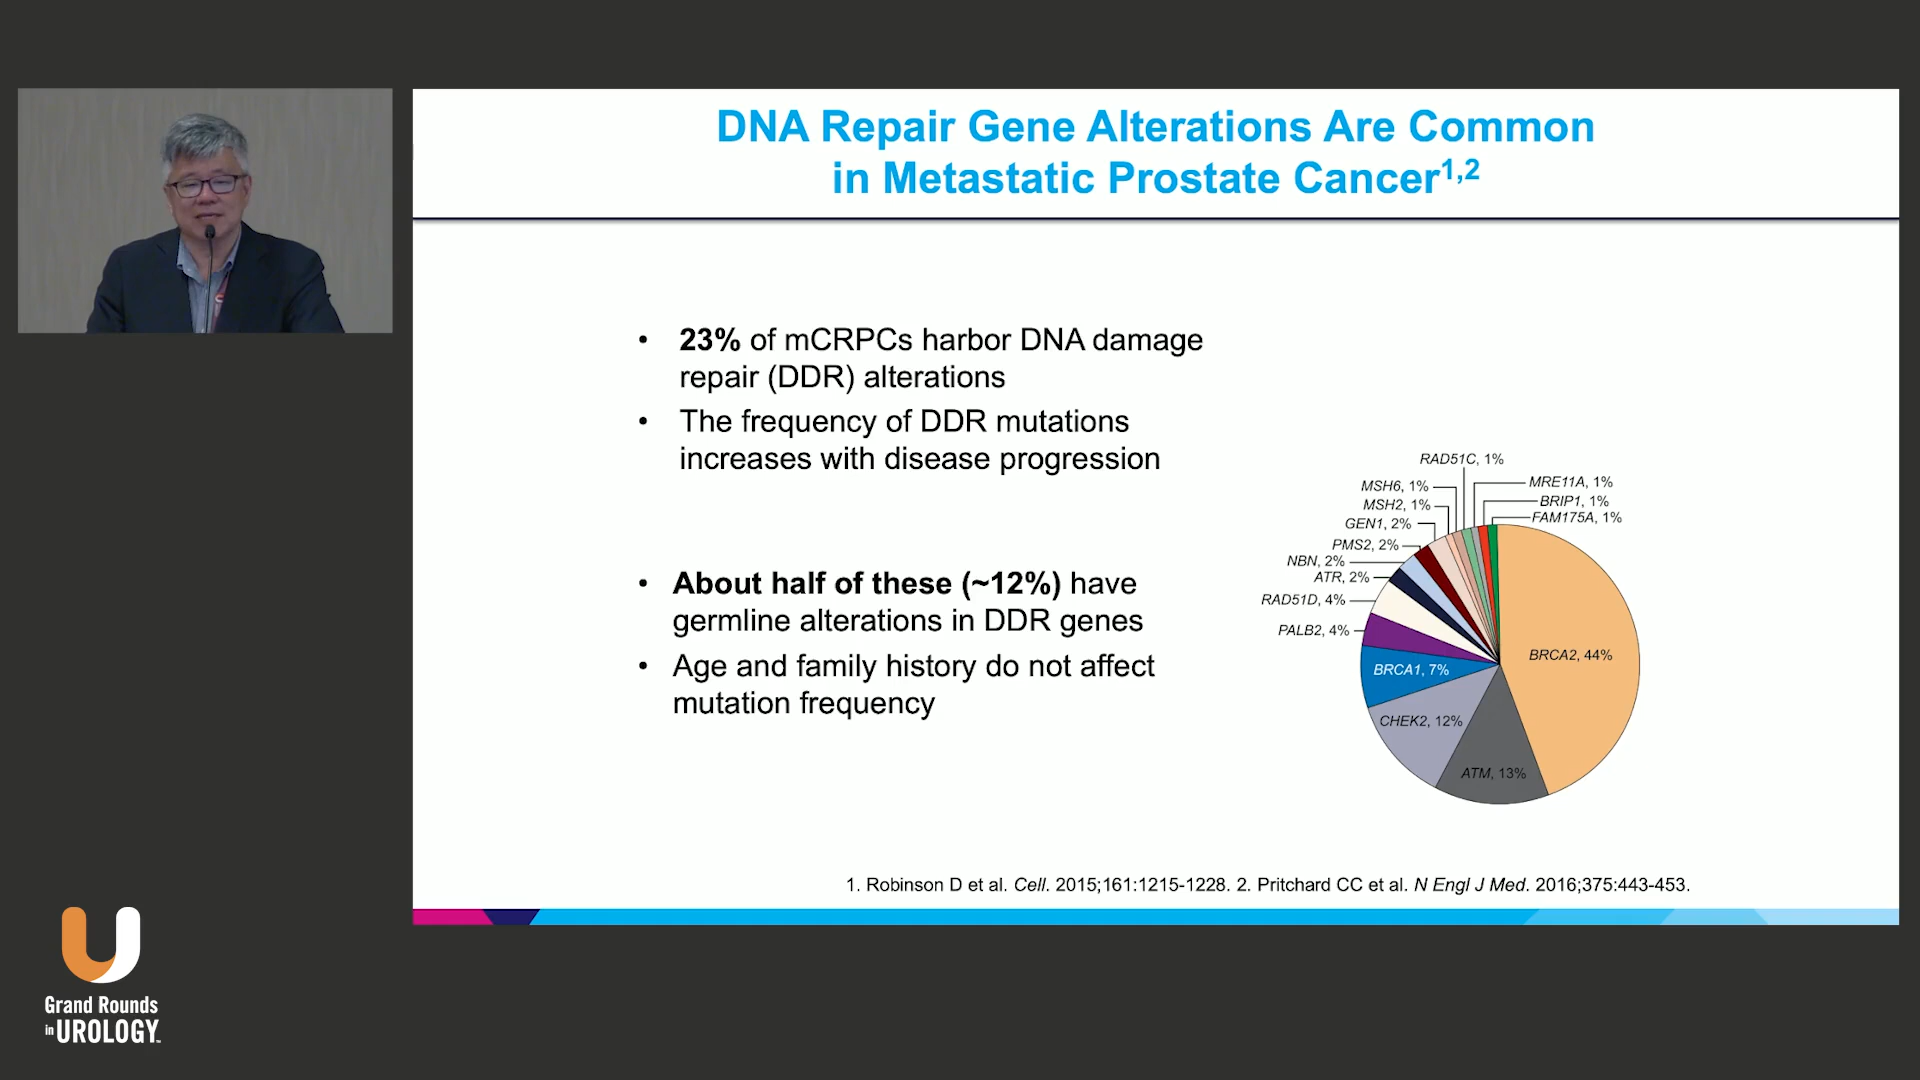 DNA Repair Gene Alterations Are Common
in Metastatic Prostate Cancer1,2
• 23% of mCRPCs harbor DNA damage
repair (DDR) alterations
• The frequency of DDR mutations
increases with disease progression
• About half of these (~12%) have
germline alterations in DDR genes
• Age and family history do not affect
mutation frequency
RAD51C, 1%
MSH6, 1%
MRE11A, 1%
MSH2, 1%
BRIP1, 1%
GEN1, 2%
FAM175A, 1%
PMS2, 2%
NBN, 2%
ATR, 2%
RAD51D, 4%
PALB2, 4%
BRCA2, 44%
BRCA1, 7%
CHEK2, 12%
ATM, 13%
1. Robinson D et al. Cell. 2015;161:1215-1228. 2. Pritchard CC et al. N Engl J Med. 2016;375:443-453.
Grand Rounds
in UROLOGY™